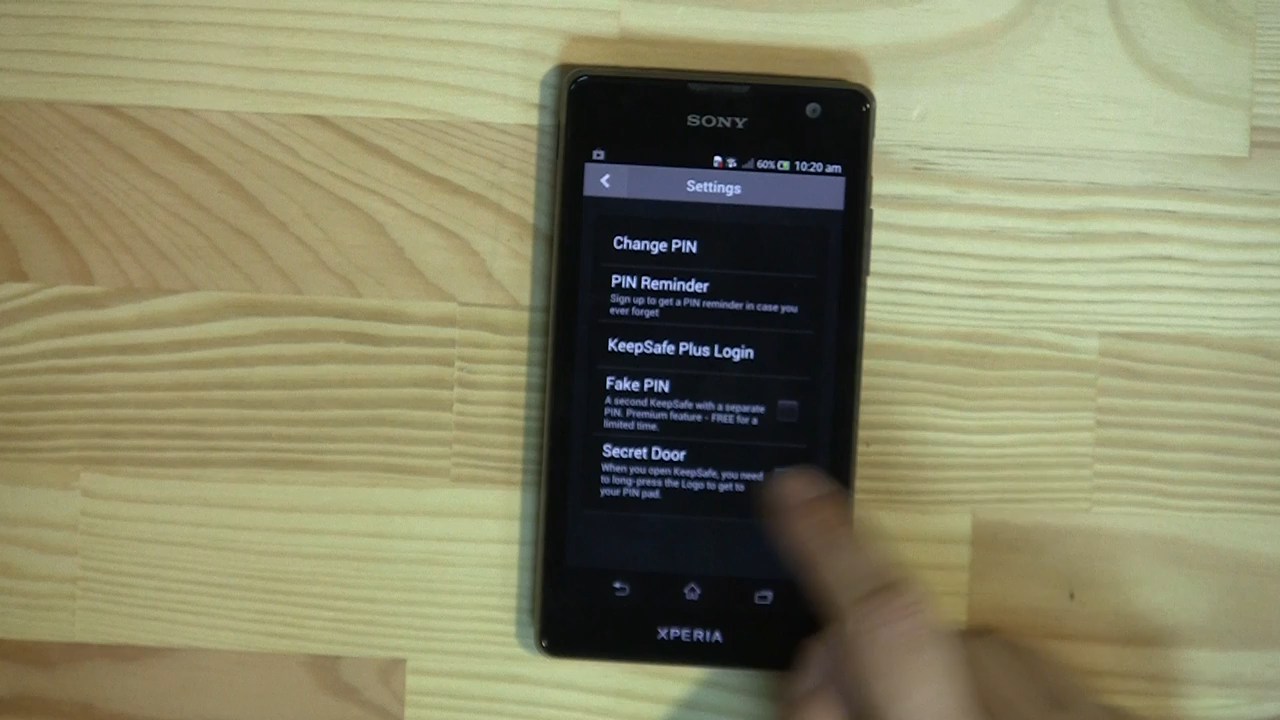 SONY
60% 10:20 am
Settings
Change PIN
PIN Reminder
Sign up to get a PIN reminder in case you
ever forget
KeepSafe Plus Login
Fake PIN
A second KeepSafe with a separate
PIN. Premium feature - FREE for a
limited time.
Secret Door
When you open KeepSafe, you need
to long-press the Logo to get to
your PIN pad.
XPERIA